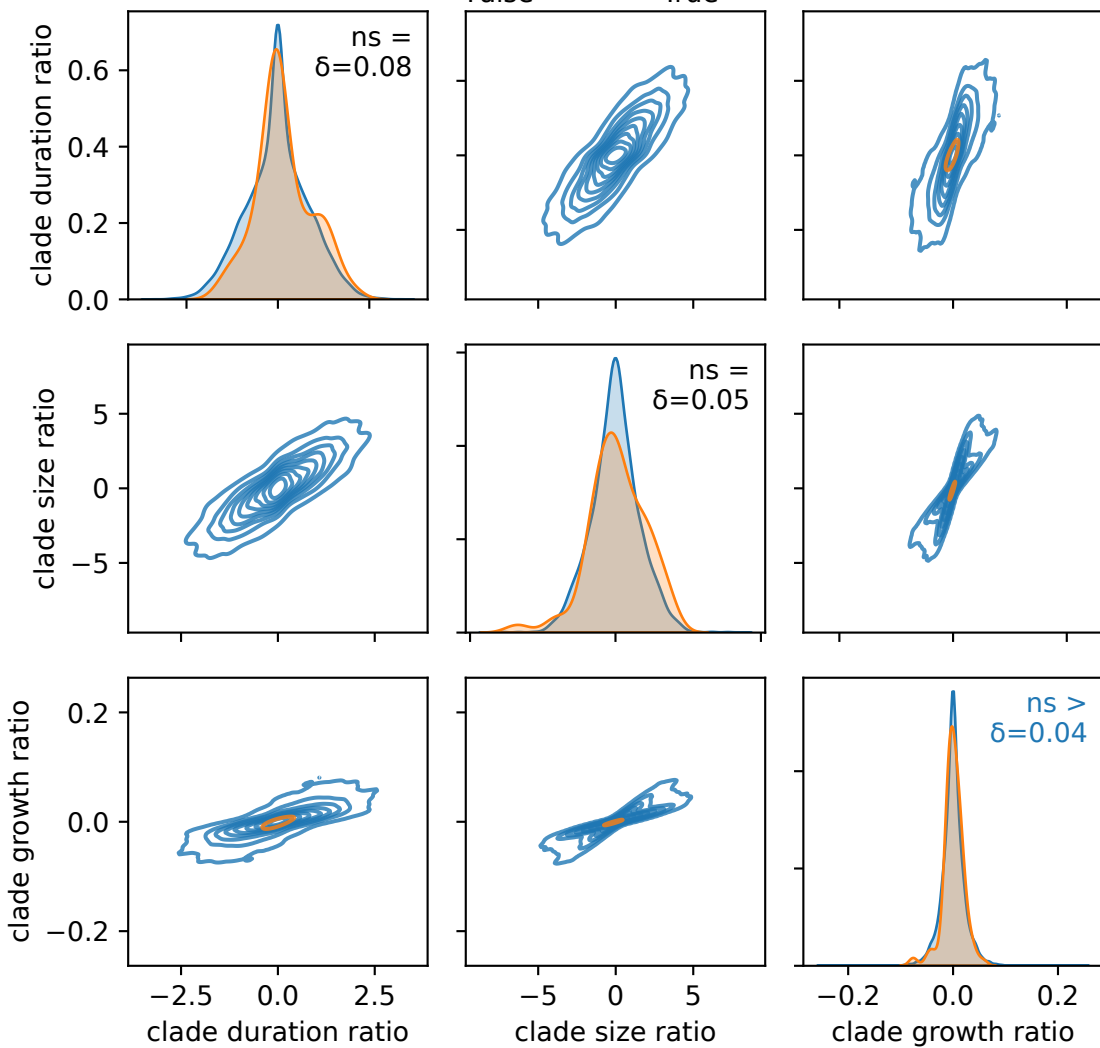 0.6
0.4
0.2
0.0
clade duration ratio
ns =
δ=0.08
5
0
−5
clade size ratio
ns =
δ=0.05
0.2
0.0
−0.2
clade growth ratio
ns >
δ=0.04
−2.5 0.0 2.5
−5 0 5
−0.2 0.0 0.2
clade duration ratio
clade size ratio
clade growth ratio